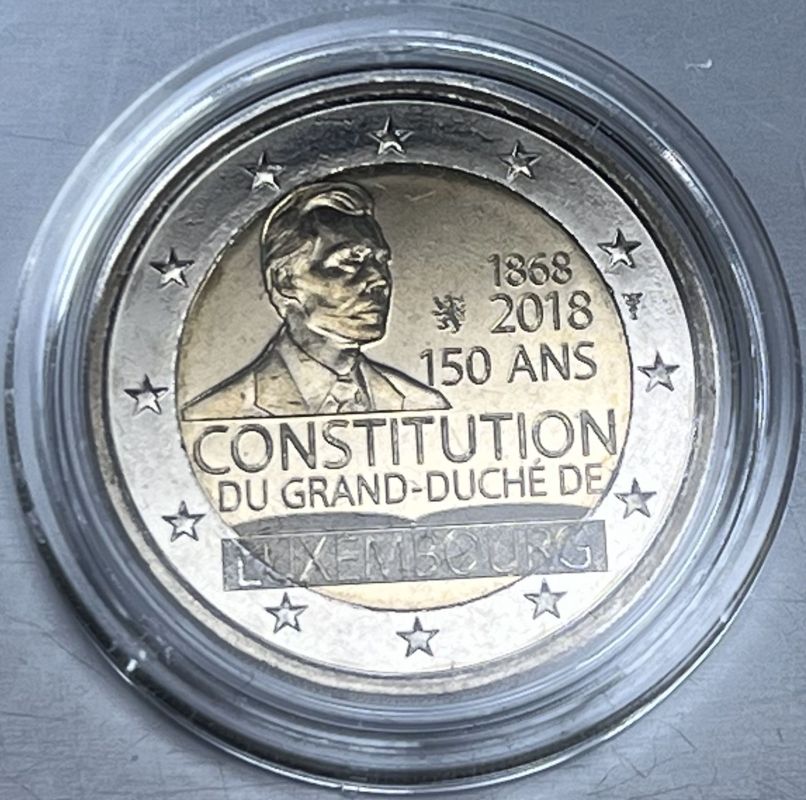 1868
2018
150 ANS
CONSTITUTION
DU GRAND-DUCHÉ DE
LUXEMBOURG